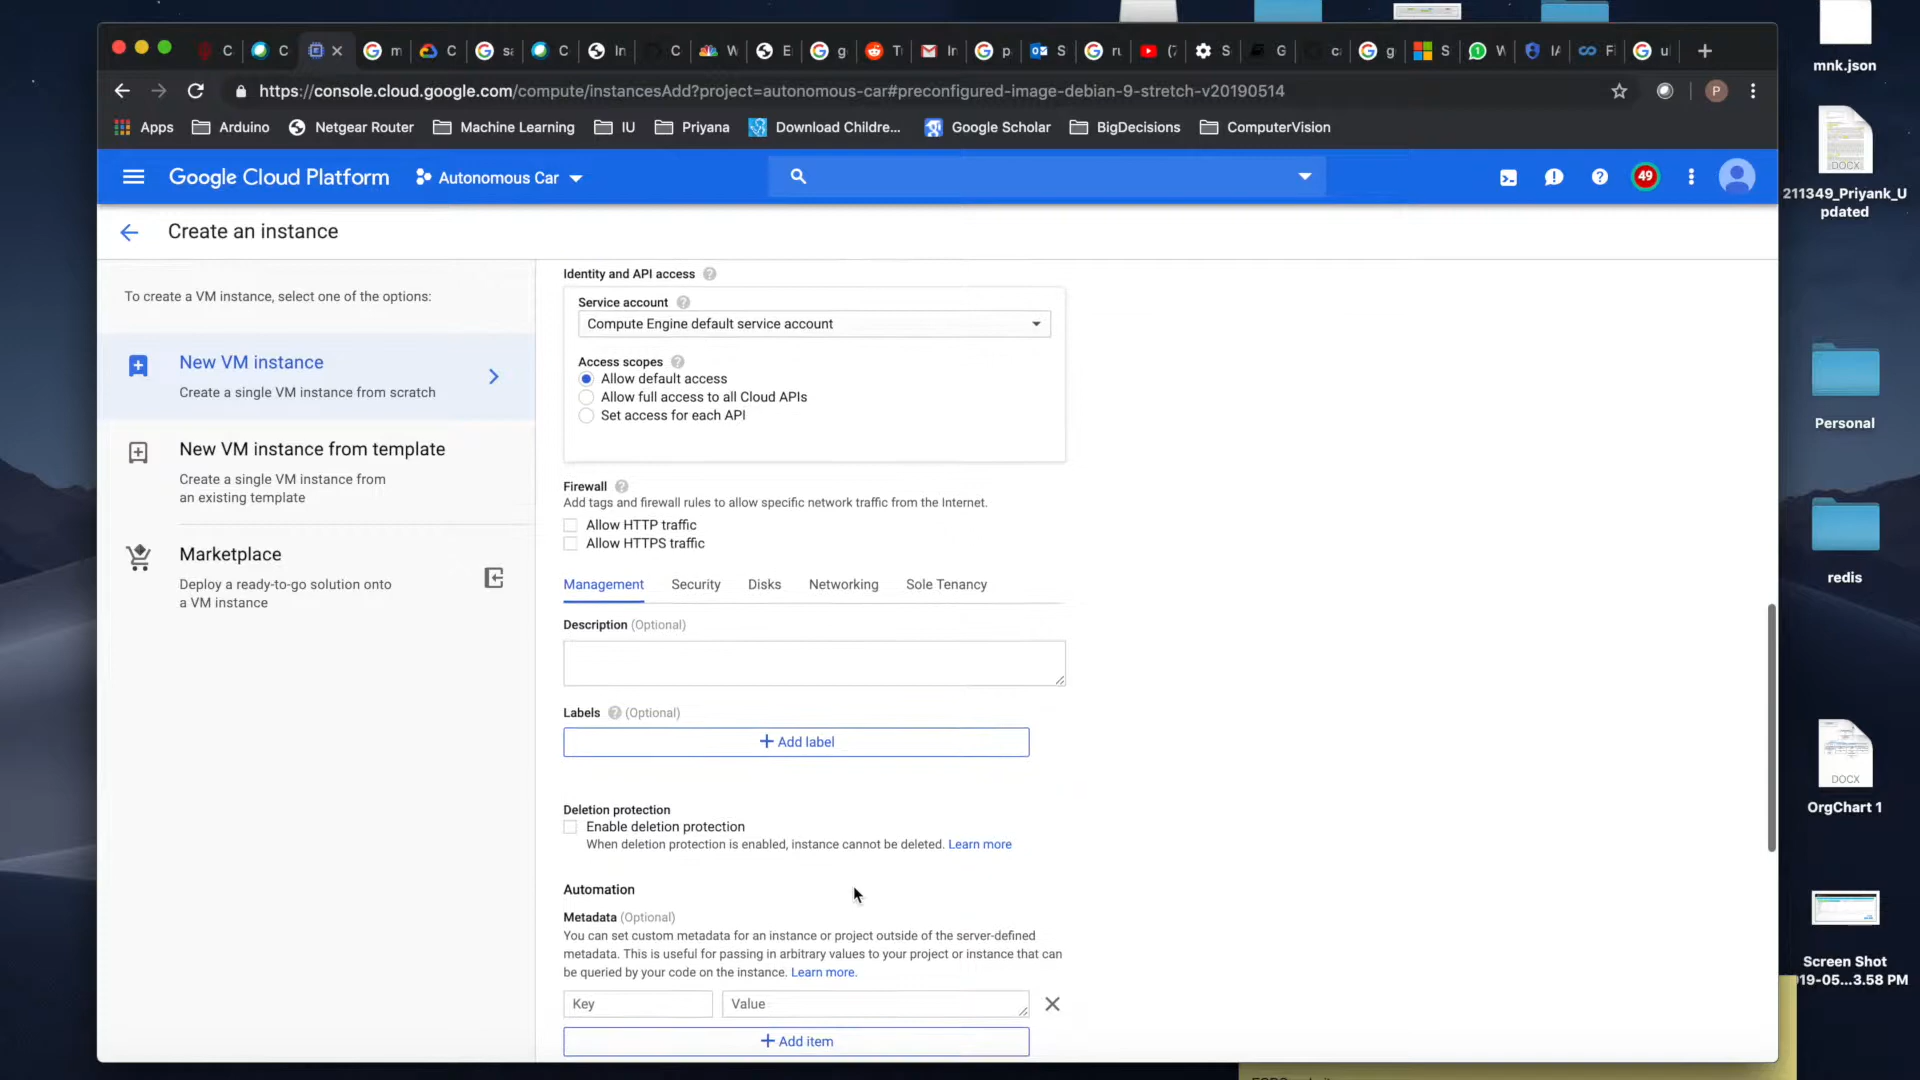 C
C
m
C
sa
C
In
C
W
E
g
T
In
p
S
ru
(7
S
G
ca
g
S
W
IA
Fi
u
https://console.cloud.google.com/compute/instancesAdd?project=autonomous-car#preconfigured-image-debian-9-stretch-v20190514
P
Apps
Arduino
Netgear Router
Machine Learning
IU
Priyana
Download Childre...
Google Scholar
BigDecisions
ComputerVision
Google Cloud Platform
Autonomous Car
49
Create an instance
To create a VM instance, select one of the options:
New VM instance
Create a single VM instance from scratch
New VM instance from template
Create a single VM instance from
an existing template
Marketplace
Deploy a ready-to-go solution onto
a VM instance
Identity and API access
Service account
Compute Engine default service account
Access scopes
Allow default access
Allow full access to all Cloud APIs
Set access for each API
Firewall
Add tags and firewall rules to allow specific network traffic from the Internet.
Allow HTTP traffic
Allow HTTPS traffic
Management
Security
Disks
Networking
Sole Tenancy
Description (Optional)
Labels (Optional)
+ Add label
Deletion protection
Enable deletion protection
When deletion protection is enabled, instance cannot be deleted. Learn more
Automation
Metadata (Optional)
You can set custom metadata for an instance or project outside of the server-defined
metadata. This is useful for passing in arbitrary values to your project or instance that can
be queried by your code on the instance. Learn more.
Key
Value
+ Add item
mnk.json
DOCX
211349_Priyank_U
pdated
Personal
redis
DOCX
OrgChart 1
Screen Shot
19-05...3.58 PM